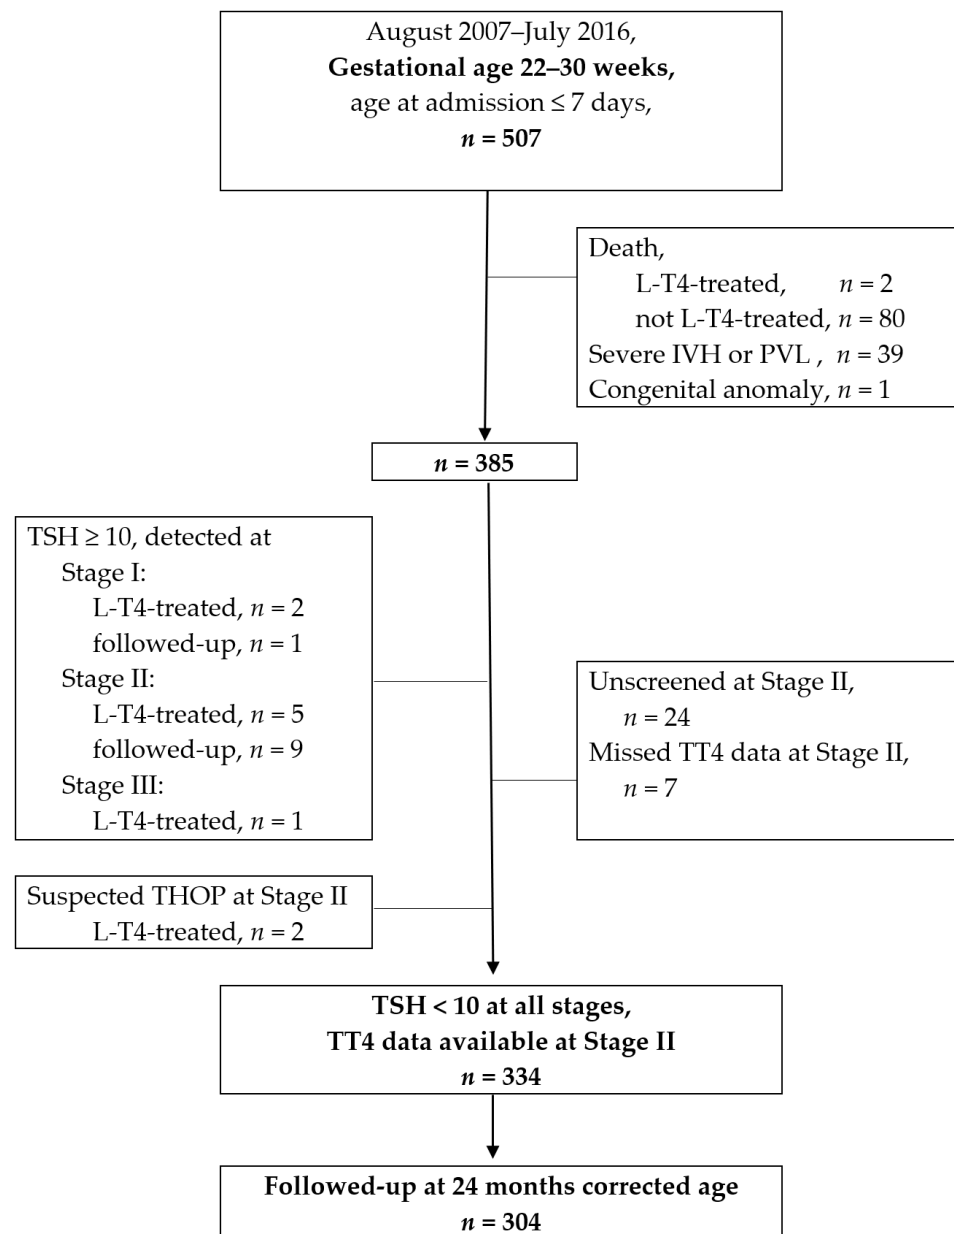 August 2007–July 2016,
Gestational age 22–30 weeks,
age at admission ≤ 7 days,
n = 507
Death,
L-T4-treated, n = 2
not L-T4-treated, n = 80
Severe IVH or PVL , n = 39
Congenital anomaly, n = 1
n = 385
TSH ≥ 10, detected at
Stage I:
L-T4-treated, n = 2
followed-up, n = 1
Stage II:
L-T4-treated, n = 5
followed-up, n = 9
Stage III:
L-T4-treated, n = 1
Unscreened at Stage II,
n = 24
Missed TT4 data at Stage II,
n = 7
Suspected THOP at Stage II
L-T4-treated, n = 2
TSH < 10 at all stages,
TT4 data available at Stage II
n = 334
Followed-up at 24 months corrected age
n = 304